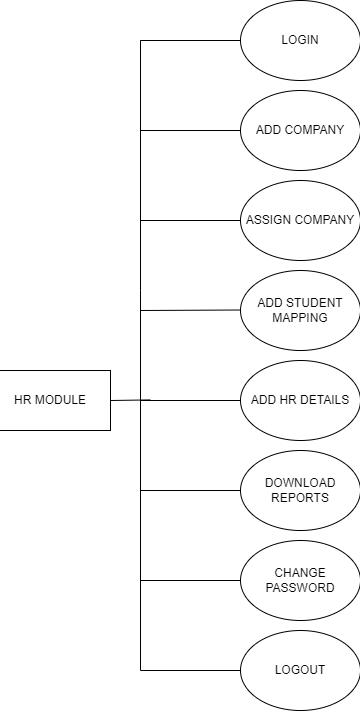 LOGIN
ADD COMPANY
ASSIGN COMPANY
ADD STUDENT
MAPPING
HR MODULE
ADD HR DETAILS
DOWNLOAD
REPORTS
CHANGE
PASSWORD
LOGOUT